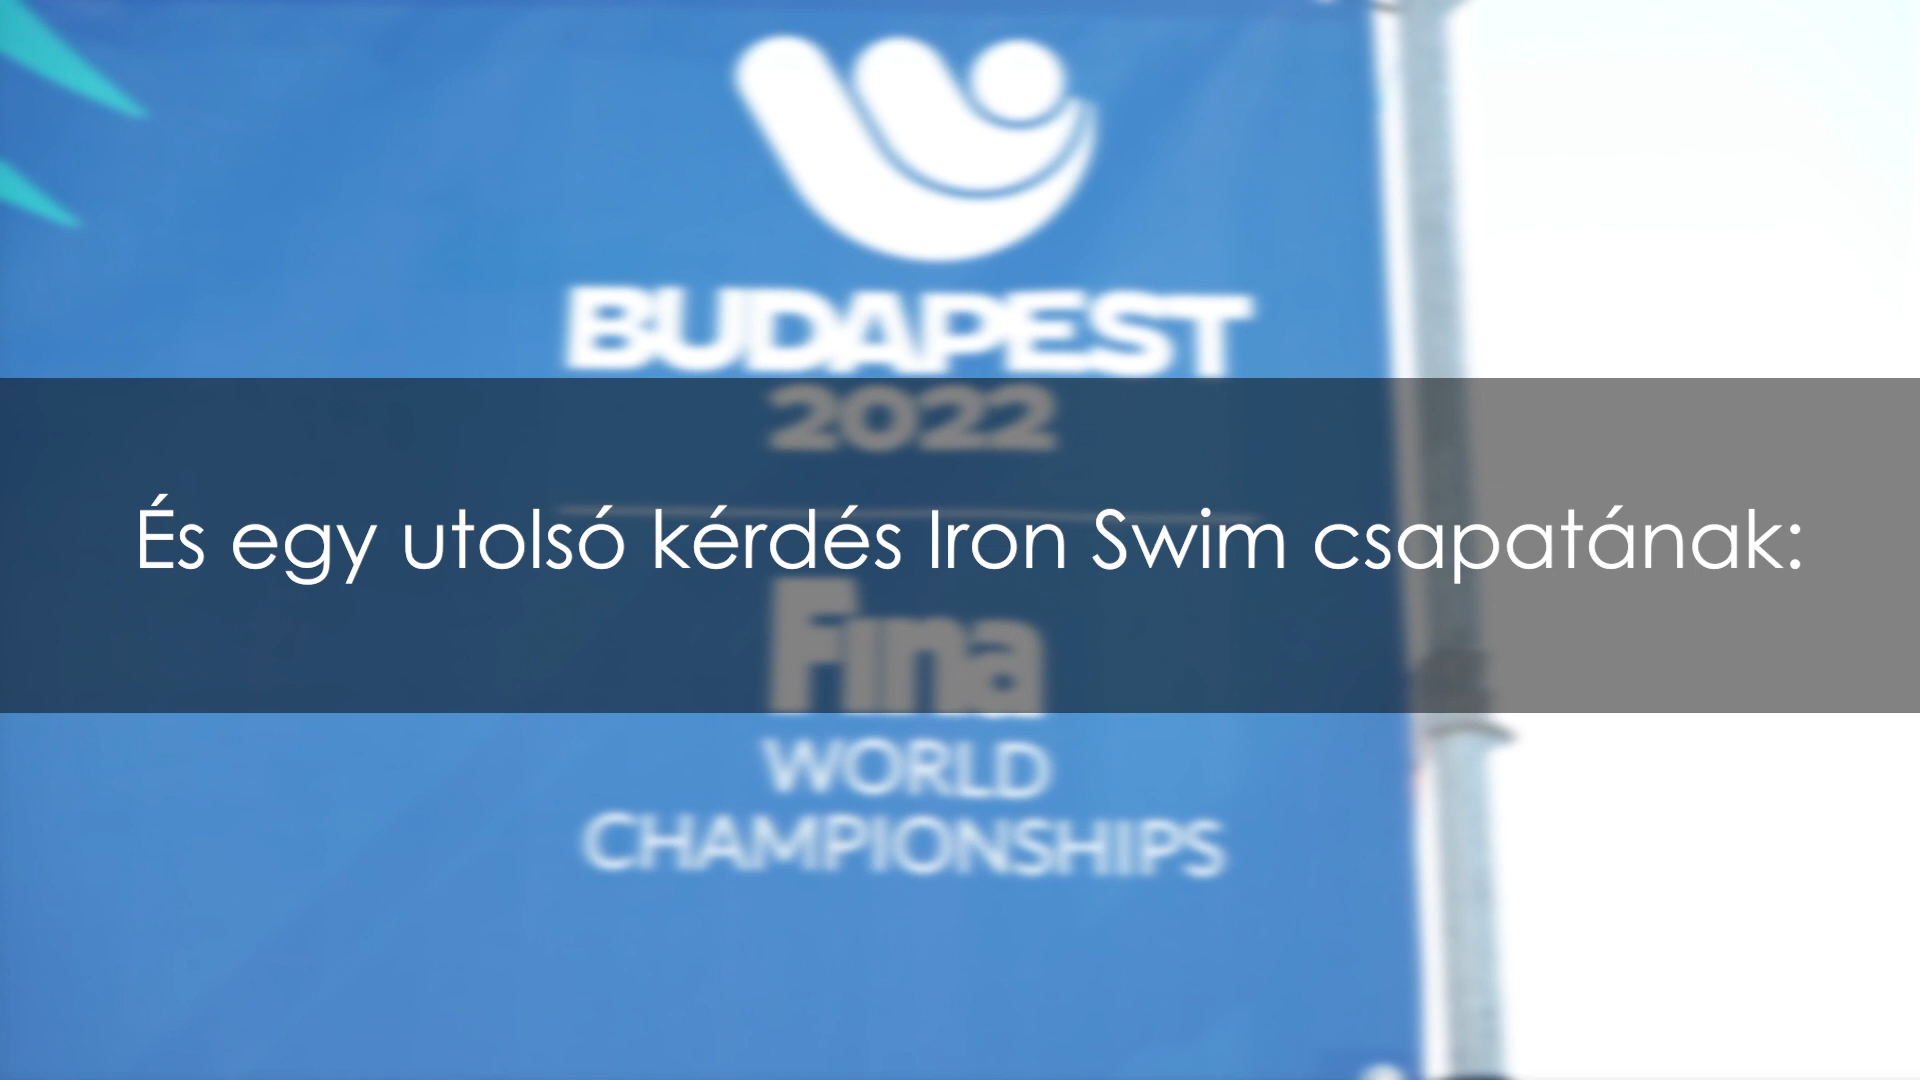 BUDAPEST
2022
És egy utolsó kérdés Iron Swim csapatának:
Fina
WORLD
CHAMPIONSHIPS